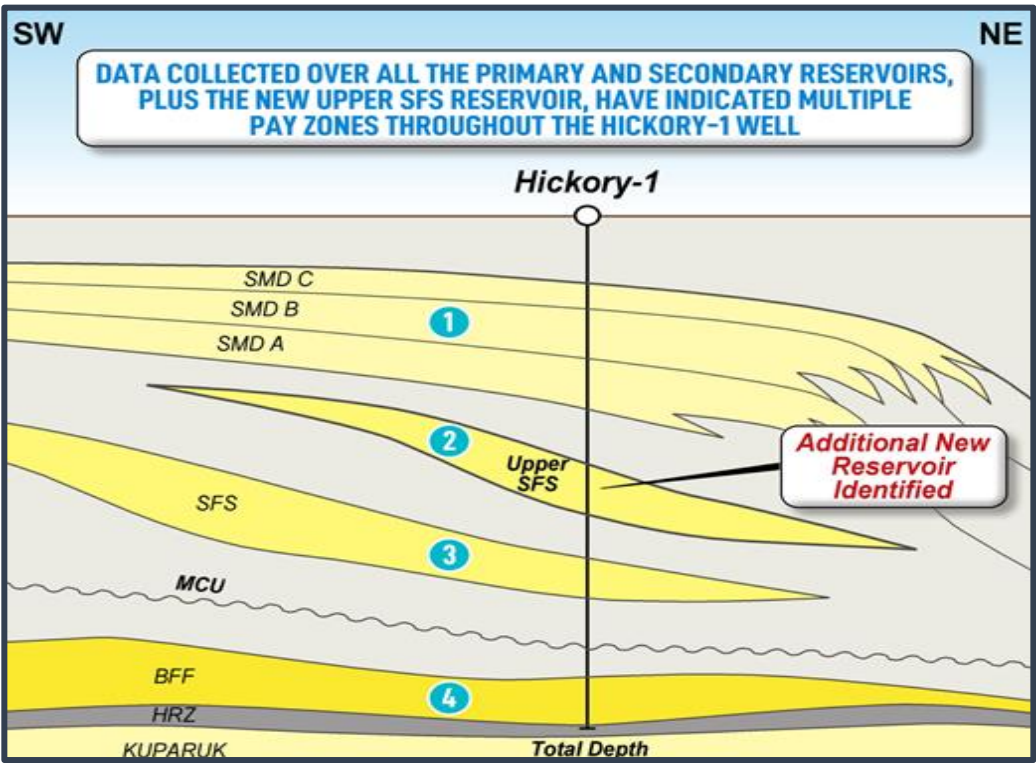 SW
NE
DATA COLLECTED OVER ALL THE PRIMARY AND SECONDARY RESERVOIRS,
PLUS THE NEW UPPER SFS RESERVOIR, HAVE INDICATED MULTIPLE
PAY ZONES THROUGHOUT THE HICKORY-1 WELL
Hickory-1
SMD C
SMD B
1
SMD A
2
Upper
SFS
Additional New
Reservoir
Identified
SFS
3
MCU
BFF
4
HRZ
KUPARUK
Total Depth